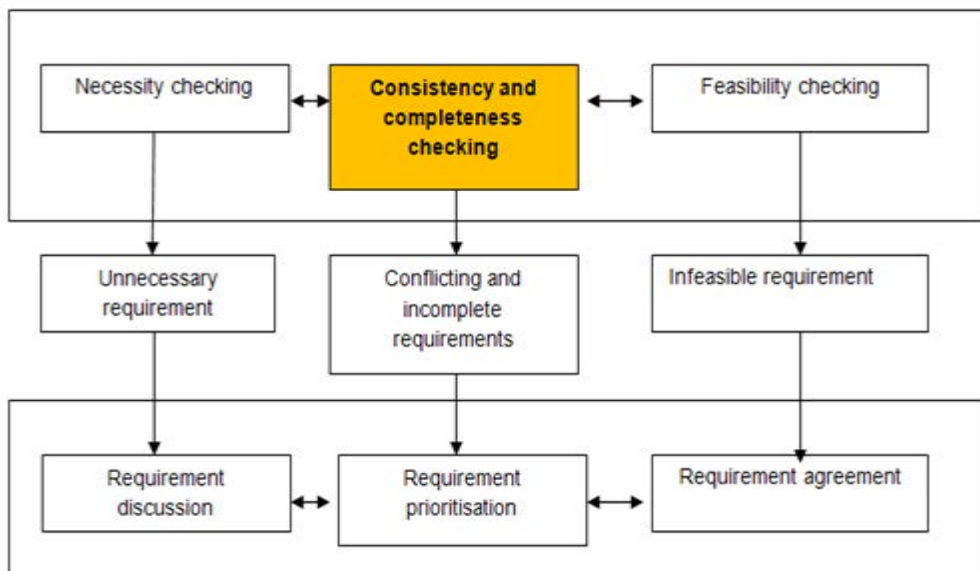 Necessity checking
Consistency and
completeness
checking
Feasibility checking
Unnecessary
requirement
Conflicting and
incomplete
requirements
Infeasible requirement
Requirement
discussion
Requirement
prioritisation
Requirement agreement